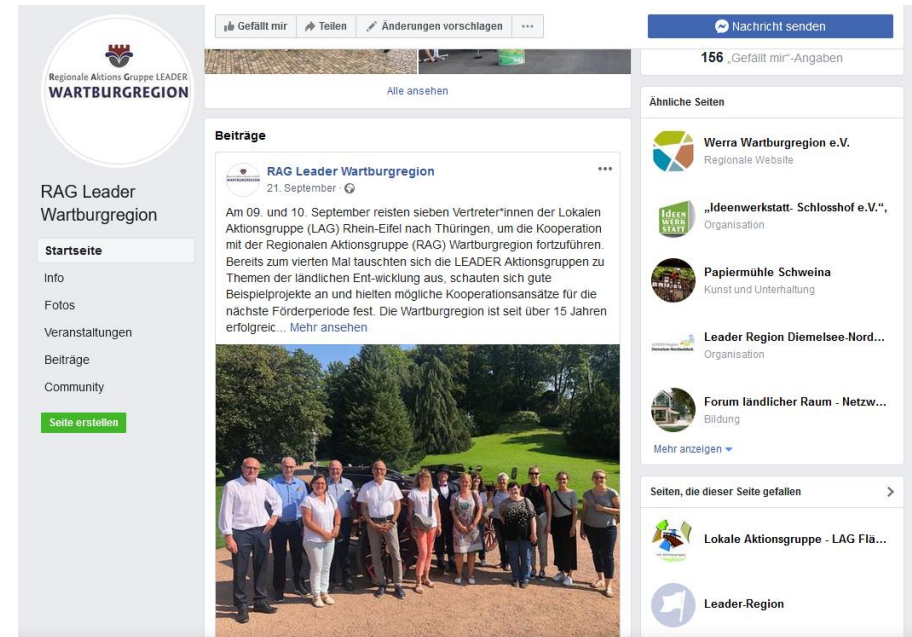 Regionale Aktions Gruppe LEADER
WARTBURGREGION
RAG Leader
Wartburgregion
Startseite
Info
Fotos
Veranstaltungen
Beiträge
Community
Seite erstellen
Gefällt mir
Teilen
Änderungen vorschlagen
Alle ansehen
Beiträge
RAG Leader Wartburgregion
21. September
Am 09. und 10. September reisten sieben Vertreter*innen der Lokalen
Aktionsgruppe (LAG) Rhein-Eifel nach Thüringen, um die Kooperation
mit der Regionalen Aktionsgruppe (RAG) Wartburgregion fortzuführen.
Bereits zum vierten Mal tauschten sich die LEADER Aktionsgruppen zu
Themen der ländlichen Ent-wicklung aus, schauten sich gute
Beispielprojekte an und hielten mögliche Kooperationsansätze für die
nächste Förderperiode fest. Die Wartburgregion ist seit über 15 Jahren
erfolgreic... Mehr ansehen
Nachricht senden
156 „Gefällt mir“-Angaben
Ähnliche Seiten
Werra Wartburgregion e.V.
Regionale Website
IDEEN
WERK
STATT
„Ideenwerkstatt- Schlosshof e.V.“,
Organisation
Papiermühle Schweina
Kunst und Unterhaltung
Leader Region Diemelsee-Nord...
Organisation
Forum ländlicher Raum - Netzw...
Bildung
Mehr anzeigen
Seiten, die dieser Seite gefallen
Lokale Aktionsgruppe - LAG Flä...
Leader-Region